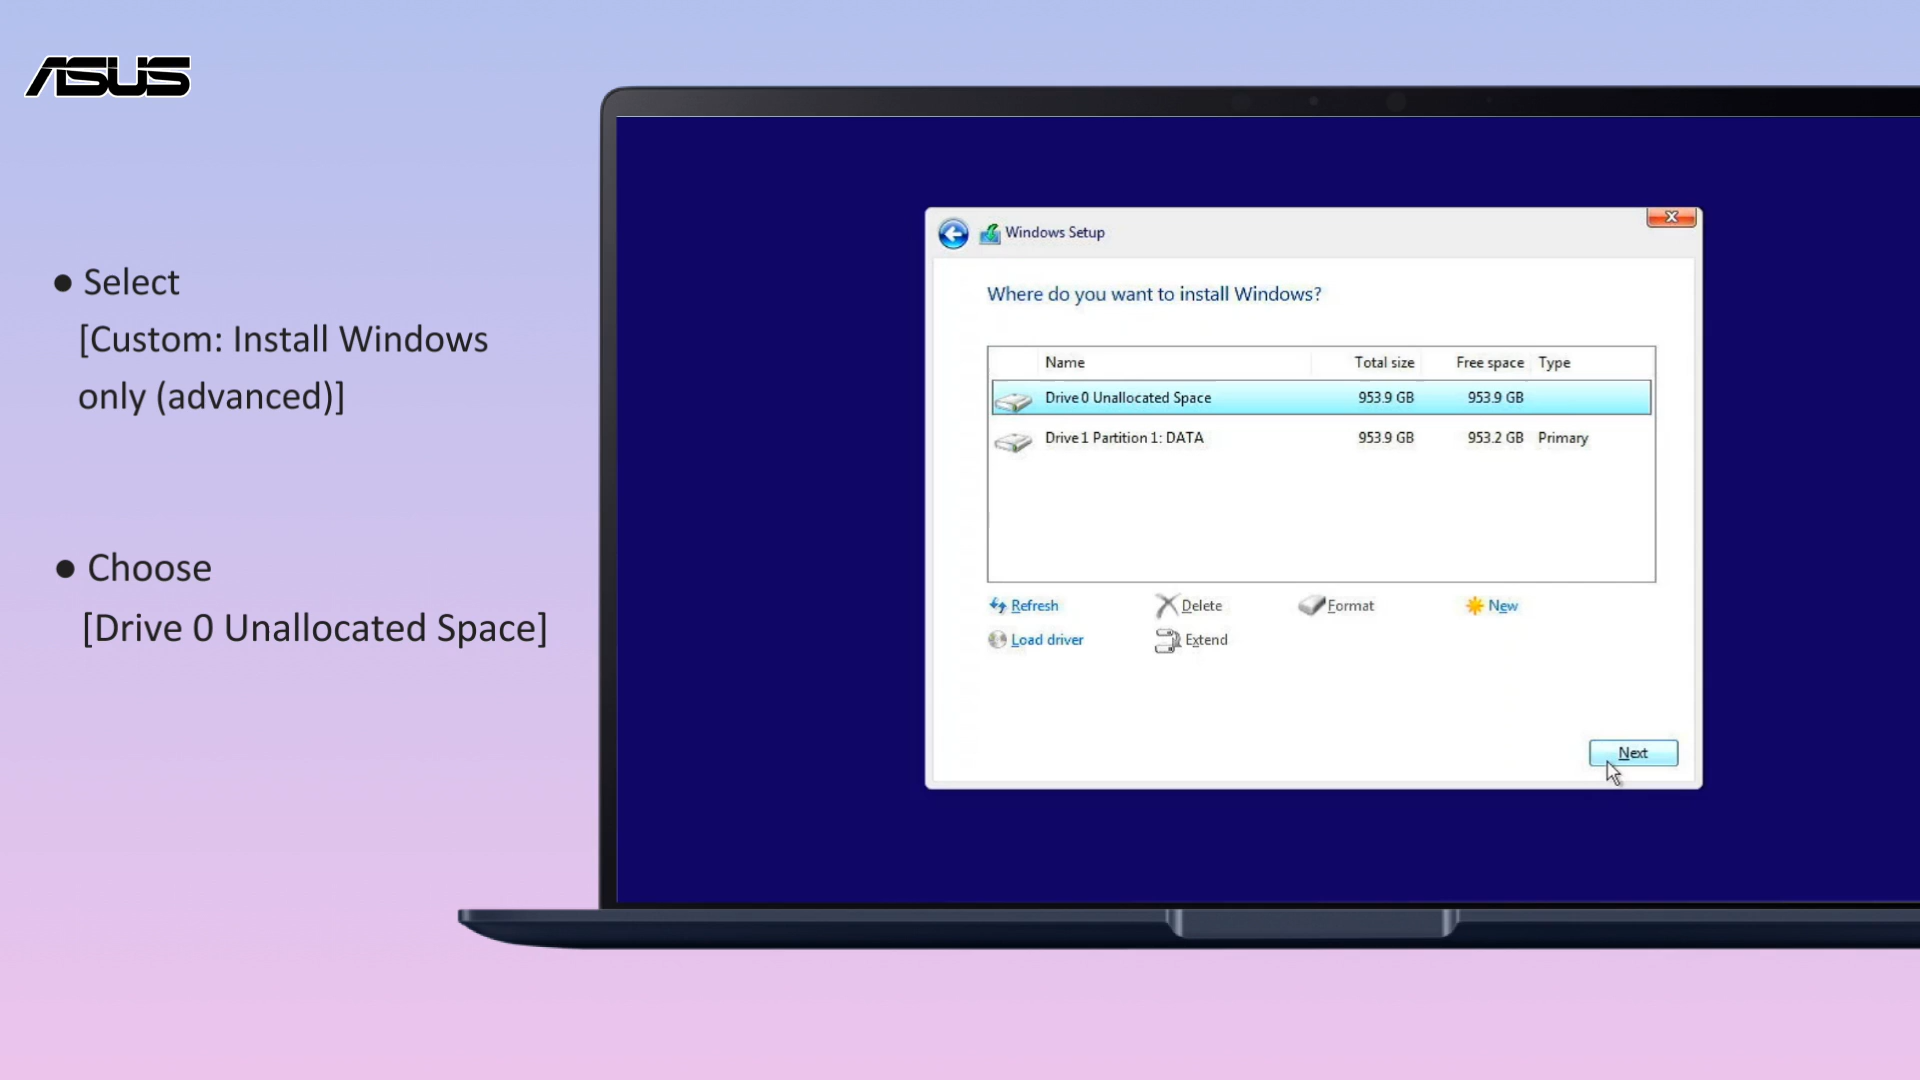 ASUS
● Select
[Custom: Install Windows
only (advanced)]
● Choose
[Drive 0 Unallocated Space]
Windows Setup
X
Where do you want to install Windows?
Name Total size Free space Type
Drive 0 Unallocated Space 953.9 GB 953.9 GB
Drive 1 Partition 1: DATA 953.9 GB 953.2 GB Primary
Refresh Delete Format New
Load driver Extend
Next